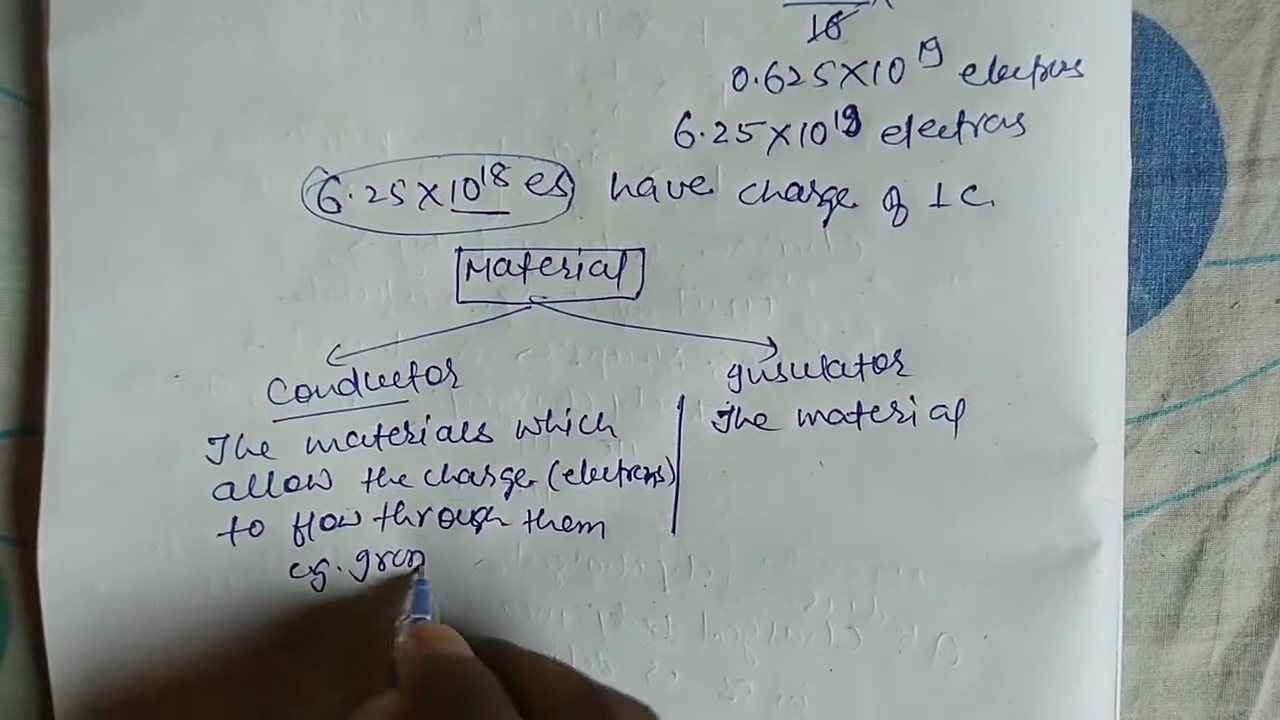 16
0.625×10^19 electrons
6.25×10^18 electrons
6.25×10^18 es have charge of 1C.
Material
Conductor
Insulator
The materials which
allow the charge (electrons)
to flow through them
eg. Iron
The material